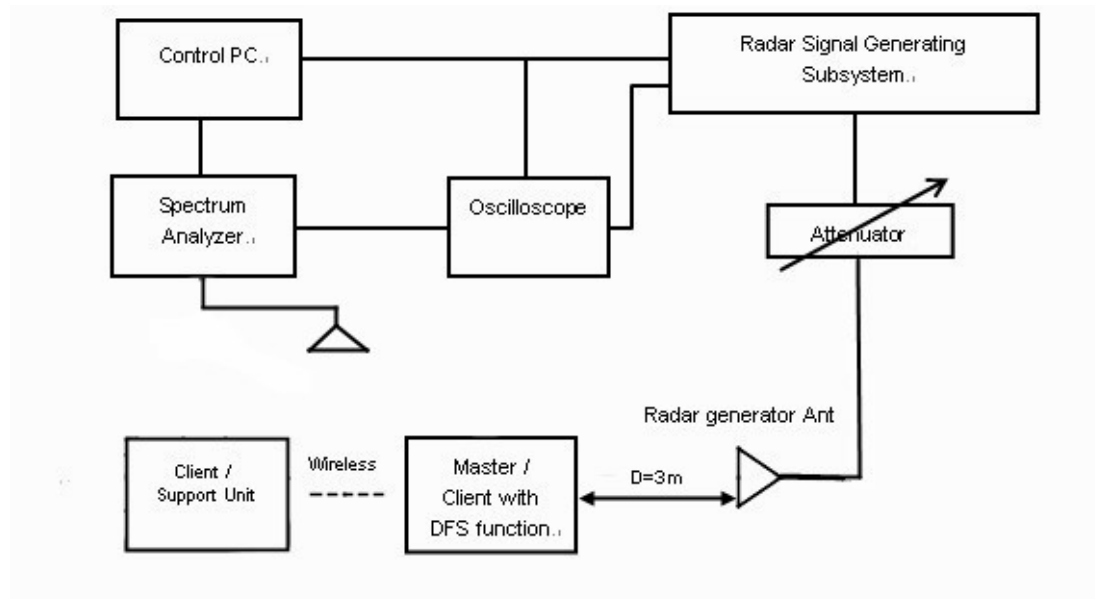 Control PC.
Radar Signal Generating
Subsystem.
Spectrum
Analyzer.
Oscilloscope
Attenuator
Radar generator Ant
Client /
Support Unit
Wireless
Master /
Client with
DFS function.
D=3m